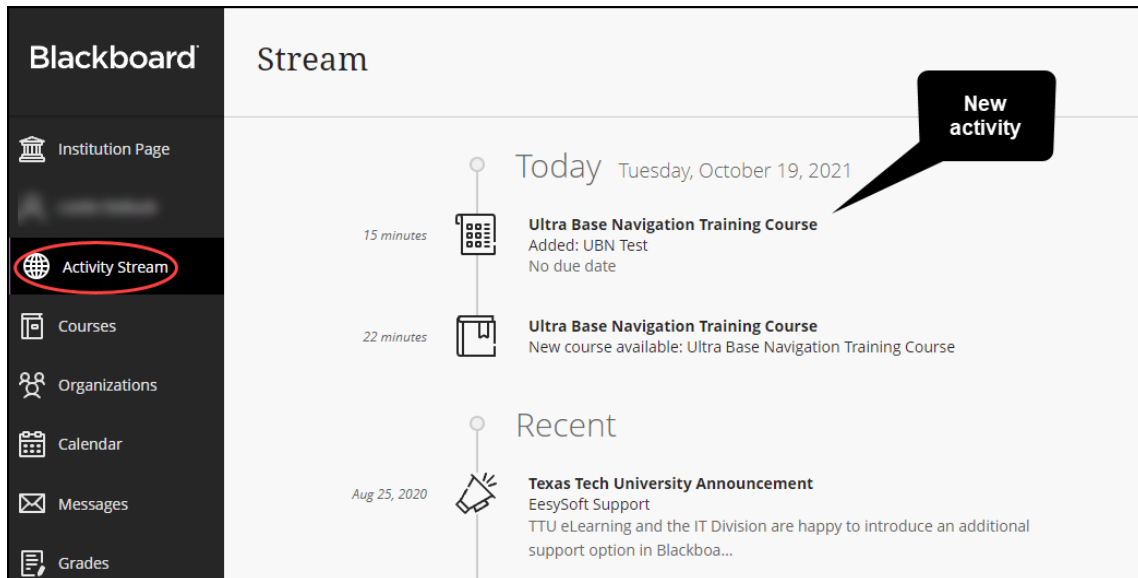 Blackboard
Stream
New
activity
Institution Page
Activity Stream
Courses
Organizations
Calendar
Messages
Grades
Today Tuesday, October 19, 2021
15 minutes
Ultra Base Navigation Training Course
Added: UBN Test
No due date
22 minutes
Ultra Base Navigation Training Course
New course available: Ultra Base Navigation Training Course
Recent
Aug 25, 2020
Texas Tech University Announcement
EesySoft Support
TTU eLearning and the IT Division are happy to introduce an additional
support option in Blackboa...